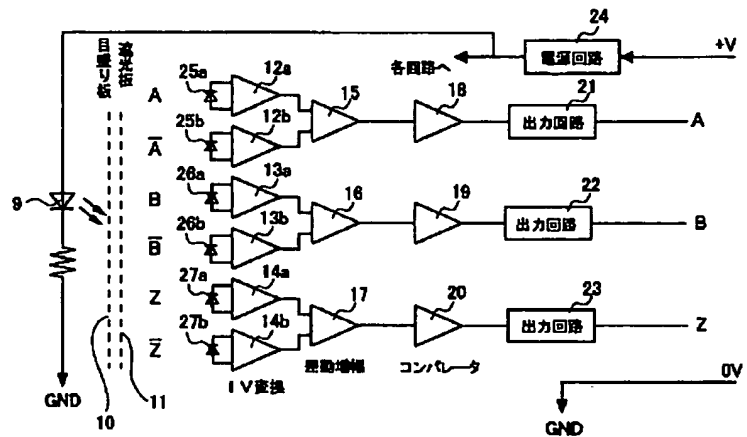 24
電源回路
+V
各回路へ
目盛り板
遮光板
25a
12a
15
18
21
A
出力回路
A
25b
12b
A̅
26a
13a
16
19
22
B
出力回路
B
9
26b
13b
B̅
27a
14a
17
20
23
Z
出力回路
Z
27b
14b
Z̅
IV変換
差動増幅
コンパレータ
0V
GND
10
11
GND